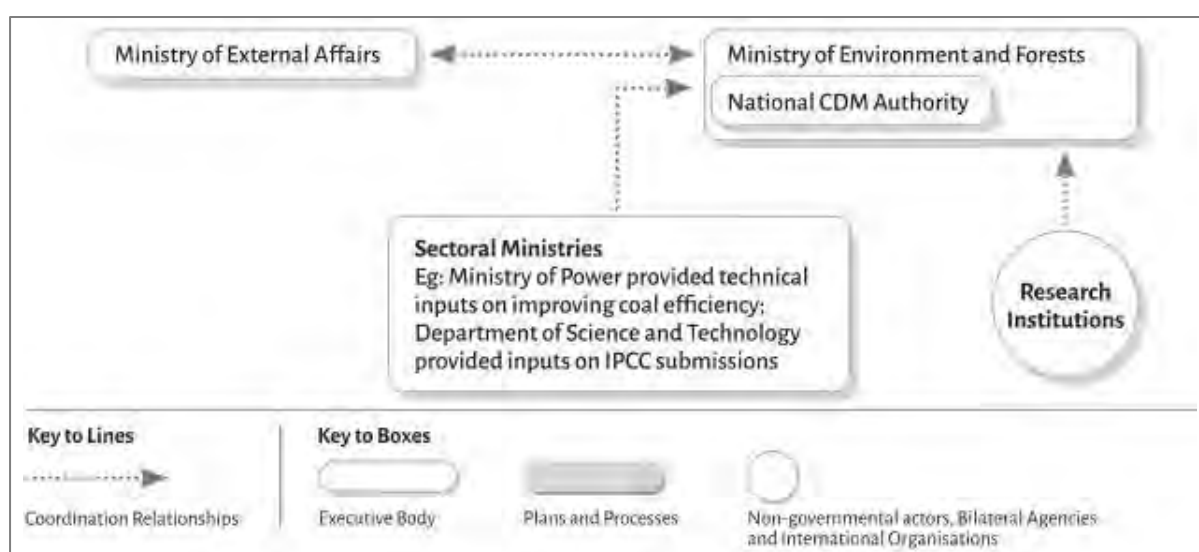 Ministry of External Affairs
Ministry of Environment and Forests
National CDM Authority
Sectoral Ministries
Eg: Ministry of Power provided technical
inputs on improving coal efficiency;
Department of Science and Technology
provided inputs on IPCC submissions
Research
Institutions
Key to Lines
Coordination Relationships
Key to Boxes
Executive Body
Plans and Processes
Non-governmental actors, Bilateral Agencies
and International Organisations